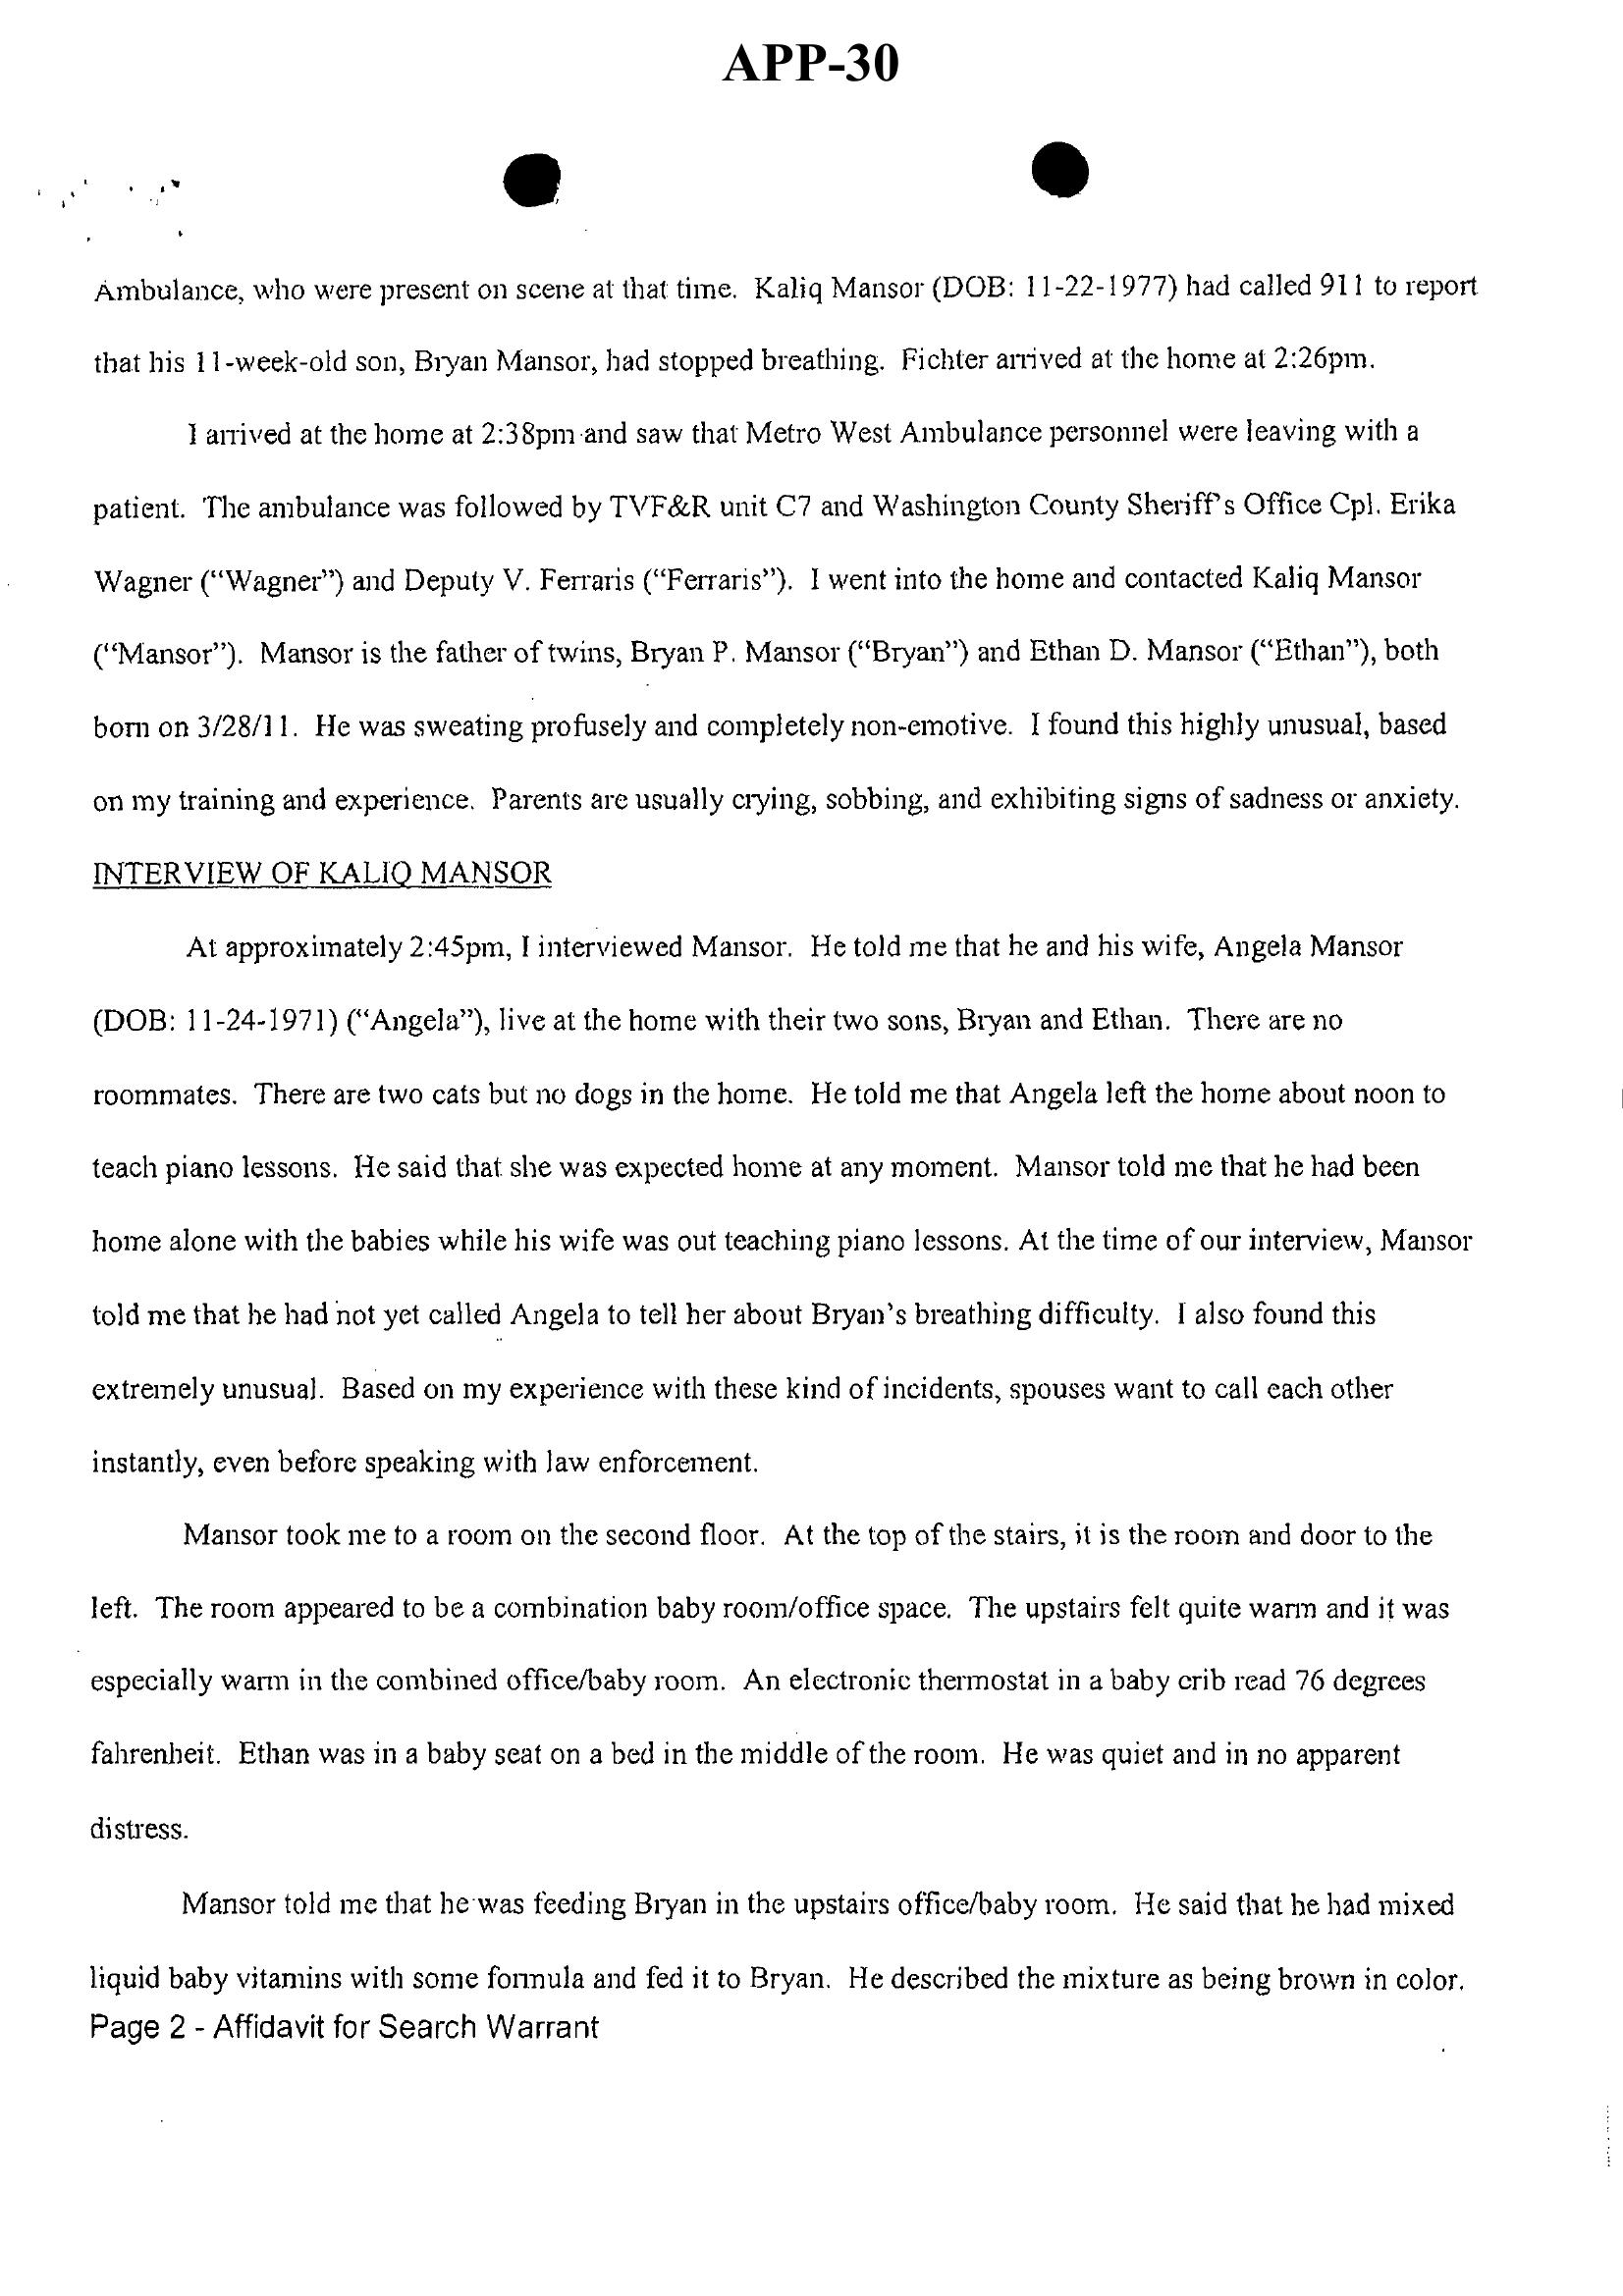 APP-30
Ambulance, who were present on scene at that time. Kaliq Mansor (DOB: 11-22-1977) had called 911 to report
that his 11-week-old son, Bryan Mansor, had stopped breathing. Fichter arrived at the home at 2:26pm.
I arrived at the home at 2:38pm and saw that Metro West Ambulance personnel were leaving with a
patient. The ambulance was followed by TVF&R unit C7 and Washington County Sheriff's Office Cpl. Erika
Wagner ("Wagner") and Deputy V. Ferraris ("Ferraris"). I went into the home and contacted Kaliq Mansor
("Mansor"). Mansor is the father of twins, Bryan P. Mansor ("Bryan") and Ethan D. Mansor ("Ethan"), both
born on 3/28/11. He was sweating profusely and completely non-emotive. I found this highly unusual, based
on my training and experience. Parents are usually crying, sobbing, and exhibiting signs of sadness or anxiety.
INTERVIEW OF KALIQ MANSOR
At approximately 2:45pm, I interviewed Mansor. He told me that he and his wife, Angela Mansor
(DOB: 11-24-1971) ("Angela"), live at the home with their two sons, Bryan and Ethan. There are no
roommates. There are two cats but no dogs in the home. He told me that Angela left the home about noon to
teach piano lessons. He said that she was expected home at any moment. Mansor told me that he had been
home alone with the babies while his wife was out teaching piano lessons. At the time of our interview, Mansor
told me that he had not yet called Angela to tell her about Bryan's breathing difficulty. I also found this
extremely unusual. Based on my experience with these kind of incidents, spouses want to call each other
instantly, even before speaking with law enforcement.
Mansor took me to a room on the second floor. At the top of the stairs, it is the room and door to the
left. The room appeared to be a combination baby room/office space. The upstairs felt quite warm and it was
especially warm in the combined office/baby room. An electronic thermostat in a baby crib read 76 degrees
fahrenheit. Ethan was in a baby seat on a bed in the middle of the room. He was quiet and in no apparent
distress.
Mansor told me that he was feeding Bryan in the upstairs office/baby room. He said that he had mixed
liquid baby vitamins with some formula and fed it to Bryan. He described the mixture as being brown in color.
Page 2 - Affidavit for Search Warrant